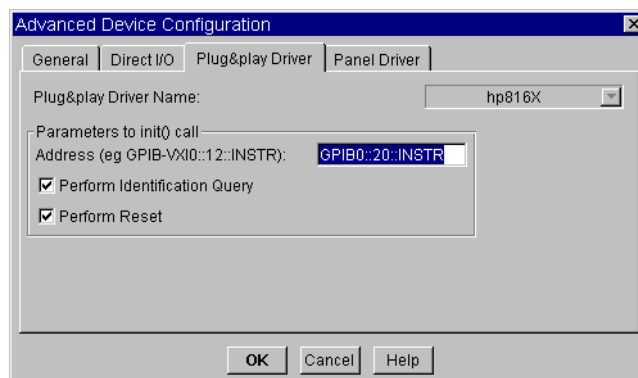 Advanced Device Configuration
General Direct I/O Plug&play Driver Panel Driver
Plug&play Driver Name: hp816X
Parameters to init() call
Address (eg GPIB-VXI0::12::INSTR): GPIB0::20::INSTR
Perform Identification Query
Perform Reset
OK Cancel Help